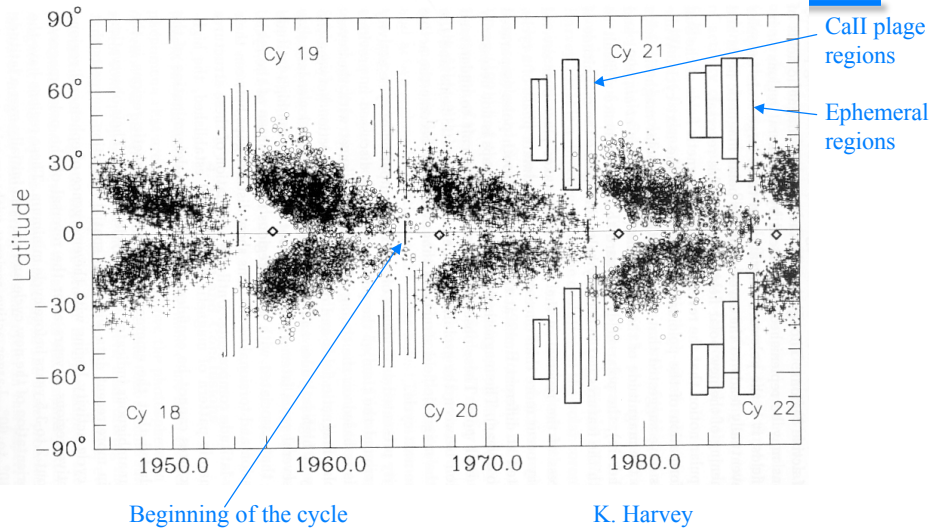 90°
60°
30°
0°
−30°
−60°
−90°
Latitude
Cy 19
Cy 21
CaII plage
regions
Ephemeral
regions
Cy 18
Cy 20
Cy 22
1950.0
1960.0
1970.0
1980.0
Beginning of the cycle
K. Harvey